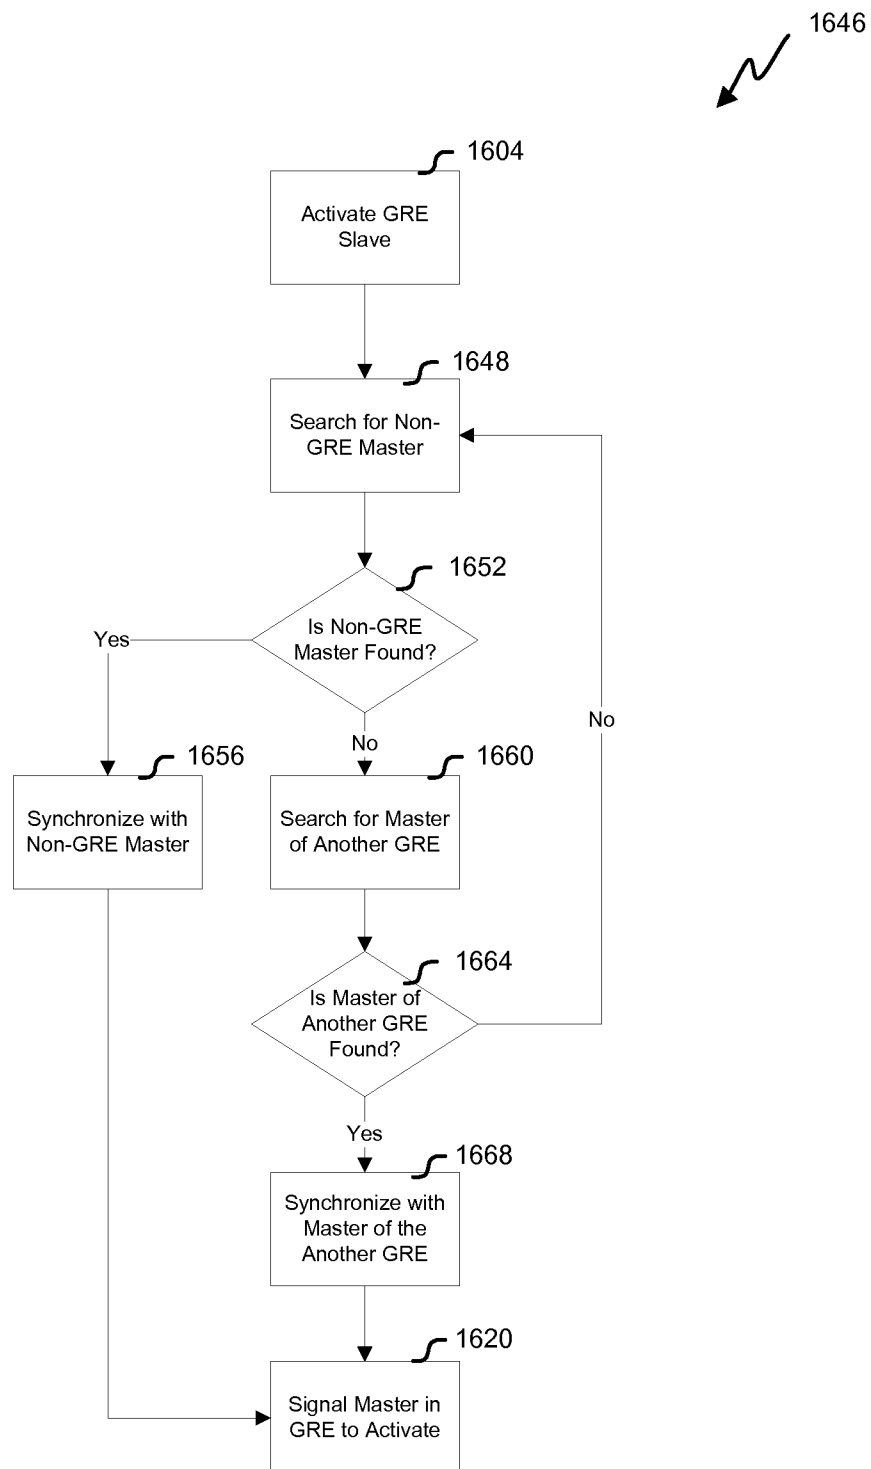 1646
1604
Activate GRE
Slave
1648
Search for Non-
GRE Master
1652
Is Non-GRE
Master Found?
Yes
No
No
1656
Synchronize with
Non-GRE Master
1660
Search for Master
of Another GRE
1664
Is Master of
Another GRE
Found?
Yes
1668
Synchronize with
Master of the
Another GRE
1620
Signal Master in
GRE to Activate